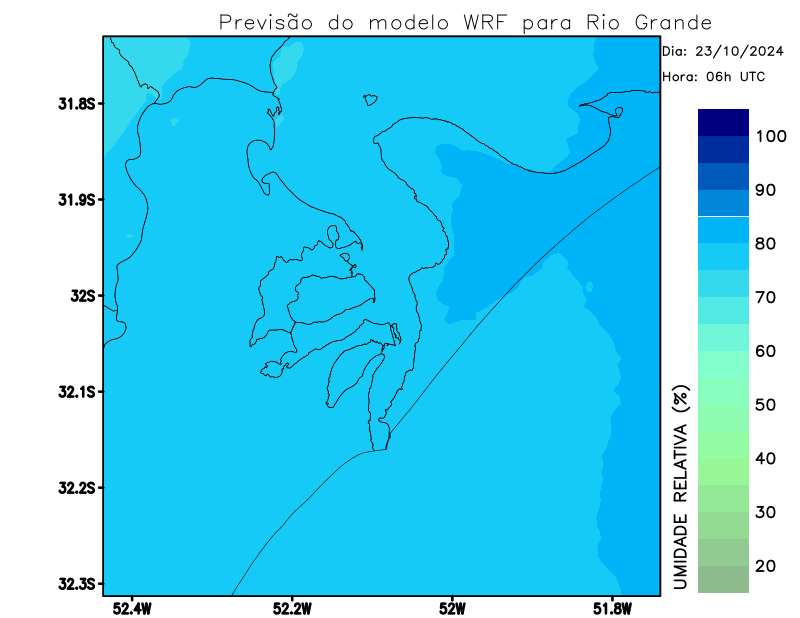 Previsão do modelo WRF para Rio Grande
Dia: 23/10/2024
Hora: 06h UTC
31.8S
31.9S
32S
32.1S
32.2S
32.3S
52.4W
52.2W
52W
51.8W
100
90
80
70
60
50
40
30
20
UMIDADE RELATIVA (%)